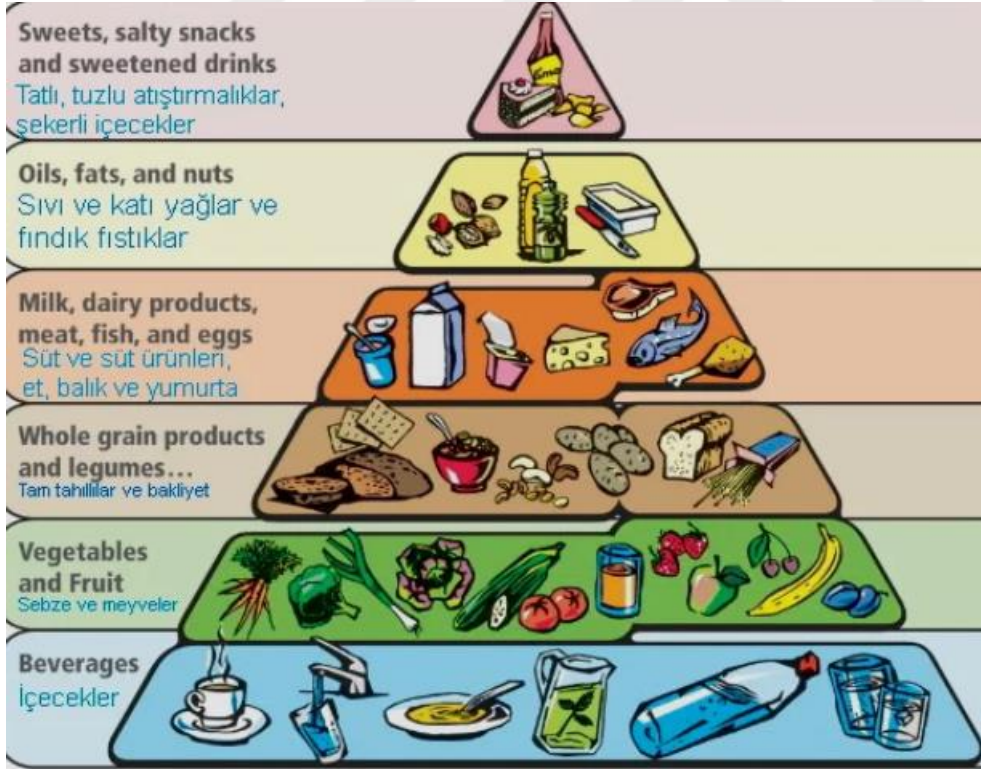 Sweets, salty snacks
and sweetened drinks
Tatlı, tuzlu atıştırmalıklar,
şekerli içecekler
Oils, fats, and nuts
Sıvı ve katı yağlar ve
fındık fıstıklar
Milk, dairy products,
meat, fish, and eggs
Süt ve süt ürünleri,
et, balık ve yumurta
Whole grain products
and legumes...
Tam tahıllılar ve bakliyet
Vegetables
and Fruit
Sebze ve meyveler
Beverages
İçecekler